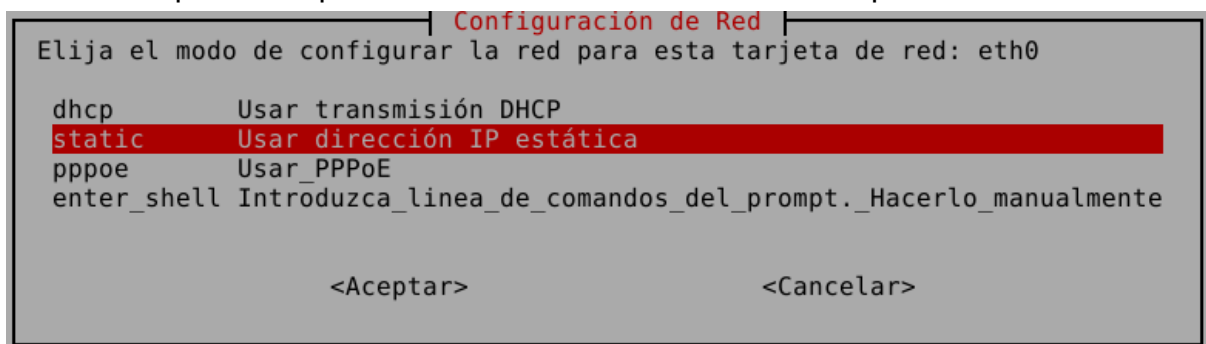 Configuración de Red
Elija el modo de configurar la red para esta tarjeta de red: eth0
dhcp Usar transmisión DHCP
static Usar dirección IP estática
pppoe Usar_PPPoE
enter_shell Introduzca_linea_de_comandos_del_prompt._Hacerlo_manualmente
<Aceptar> <Cancelar>